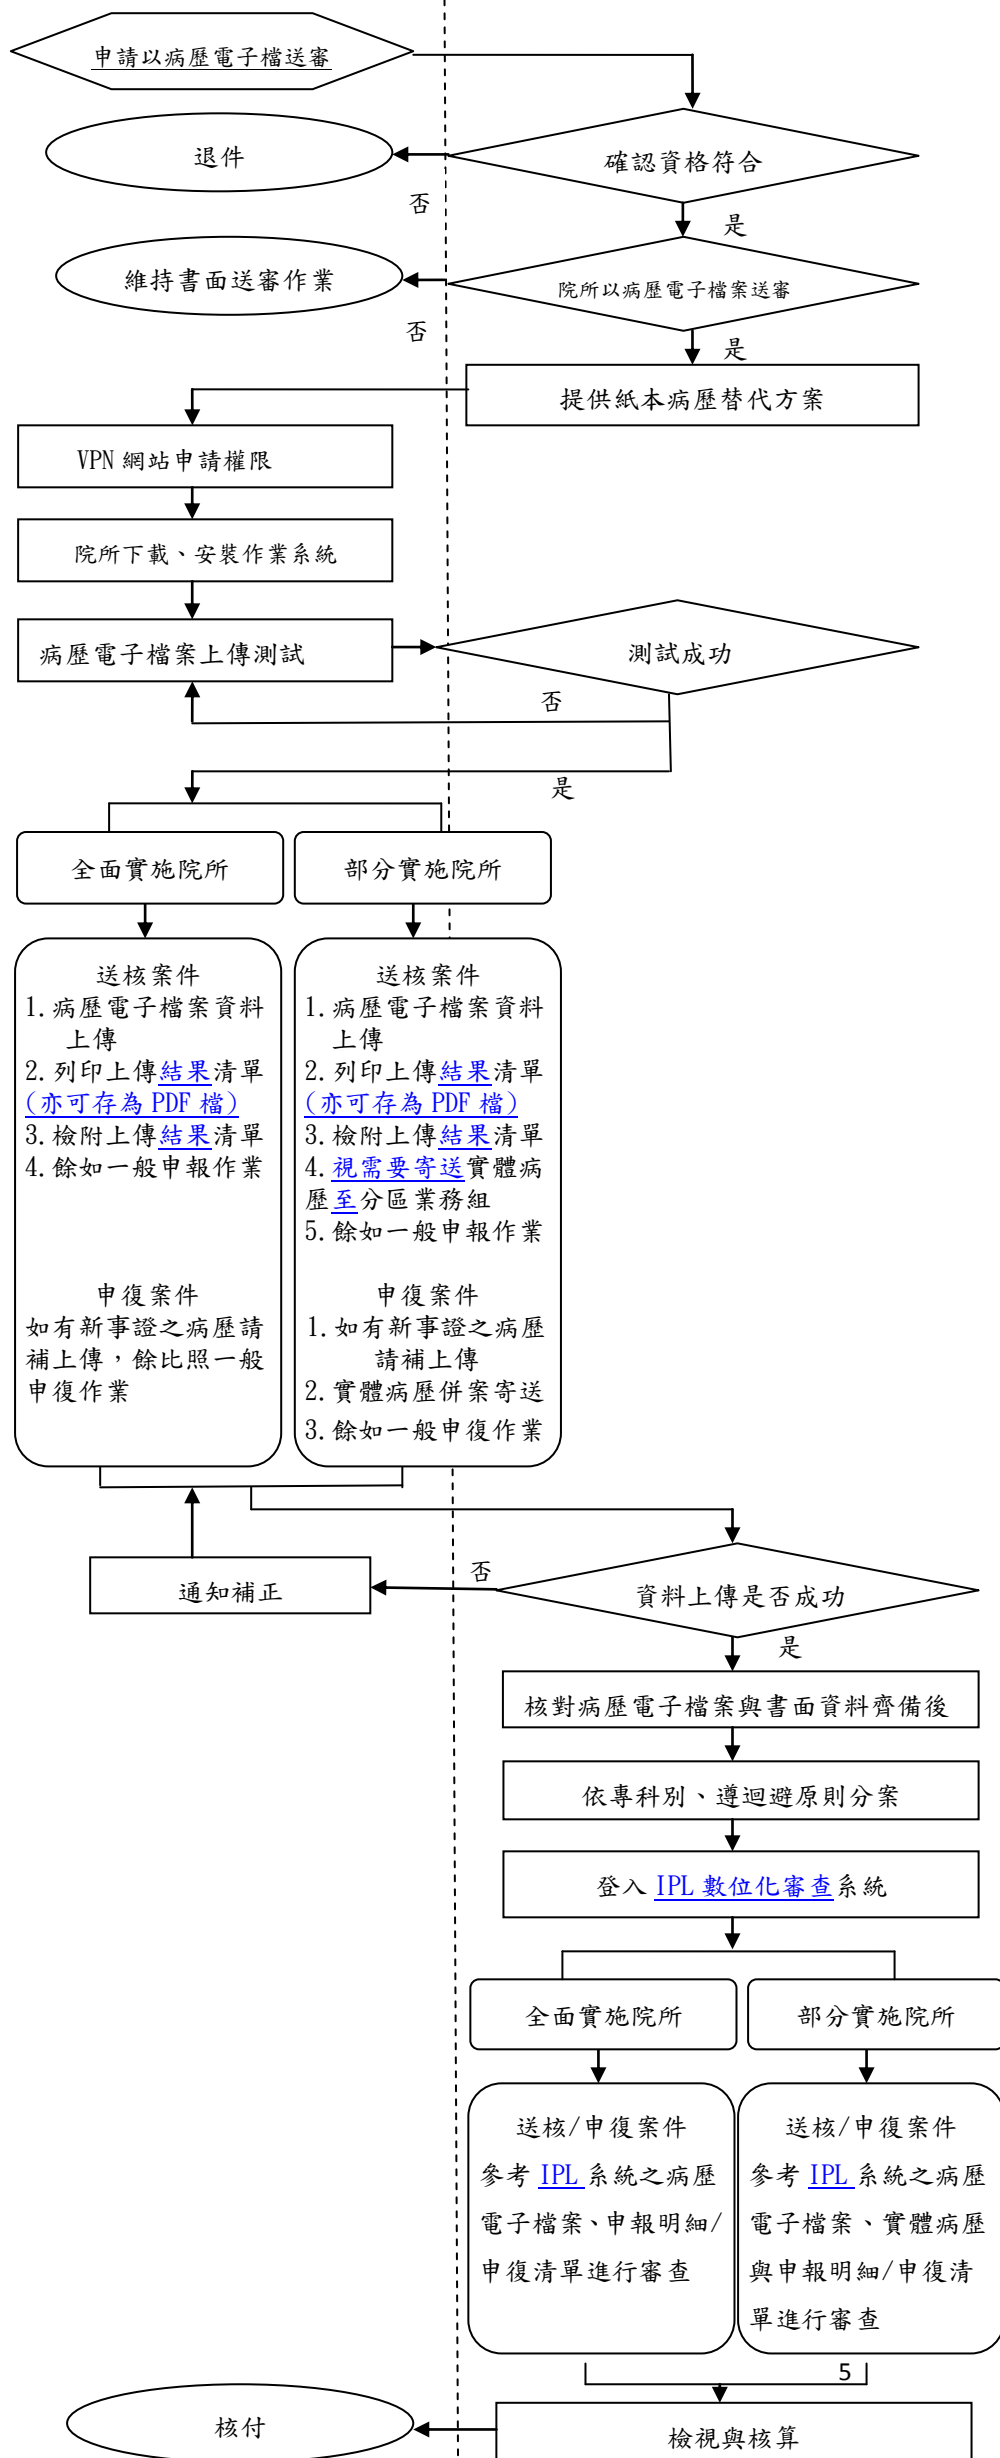 申請以病歷電子檔送審
退件
確認資格符合
否
是
維持書面送審作業
院所以病歷電子檔案送審
否
是
提供紙本病歷替代方案
VPN 網站申請權限
院所下載、安裝作業系統
病歷電子檔案上傳測試
測試成功
否
是
全面實施院所
部分實施院所
送核案件
1.病歷電子檔案資料
上傳
2.列印上傳結果清單
(亦可存為 PDF 檔)
3.檢附上傳結果清單
4.餘如一般申報作業
申復案件
如有新事證之病歷請
補上傳，餘比照一般
申復作業
送核案件
1.病歷電子檔案資料
上傳
2.列印上傳結果清單
(亦可存為 PDF 檔)
3.檢附上傳結果清單
4.視需要寄送實體病
歷至分區業務組
5.餘如一般申報作業
申復案件
1.如有新事證之病歷
請補上傳
2.實體病歷併案寄送
3.餘如一般申復作業
否
通知補正
資料上傳是否成功
是
核對病歷電子檔案與書面資料齊備後
依專科別、遵迴避原則分案
登入 IPL 數位化審查系統
全面實施院所
部分實施院所
送核/申復案件
參考 IPL 系統之病歷
電子檔案、申報明細/
申復清單進行審查
送核/申復案件
參考 IPL 系統之病歷
電子檔案、實體病歷
與申報明細/申復清
單進行審查
5
核付
檢視與核算